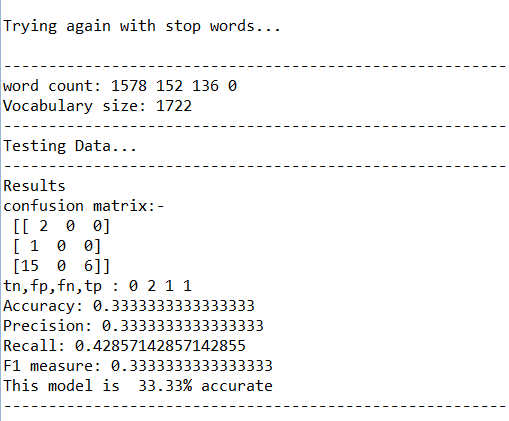 Trying again with stop words...
--------------------------------------------------------
word count: 1578 152 136 0
Vocabulary size: 1722
--------------------------------------------------------
Testing Data...
--------------------------------------------------------
Results
confusion matrix:-
[[ 2 0 0]
[ 1 0 0]
[15 0 6]]
tn,fp,fn,tp : 0 2 1 1
Accuracy: 0.3333333333333333
Precision: 0.3333333333333333
Recall: 0.42857142857142855
F1 measure: 0.3333333333333333
This model is 33.33% accurate
--------------------------------------------------------